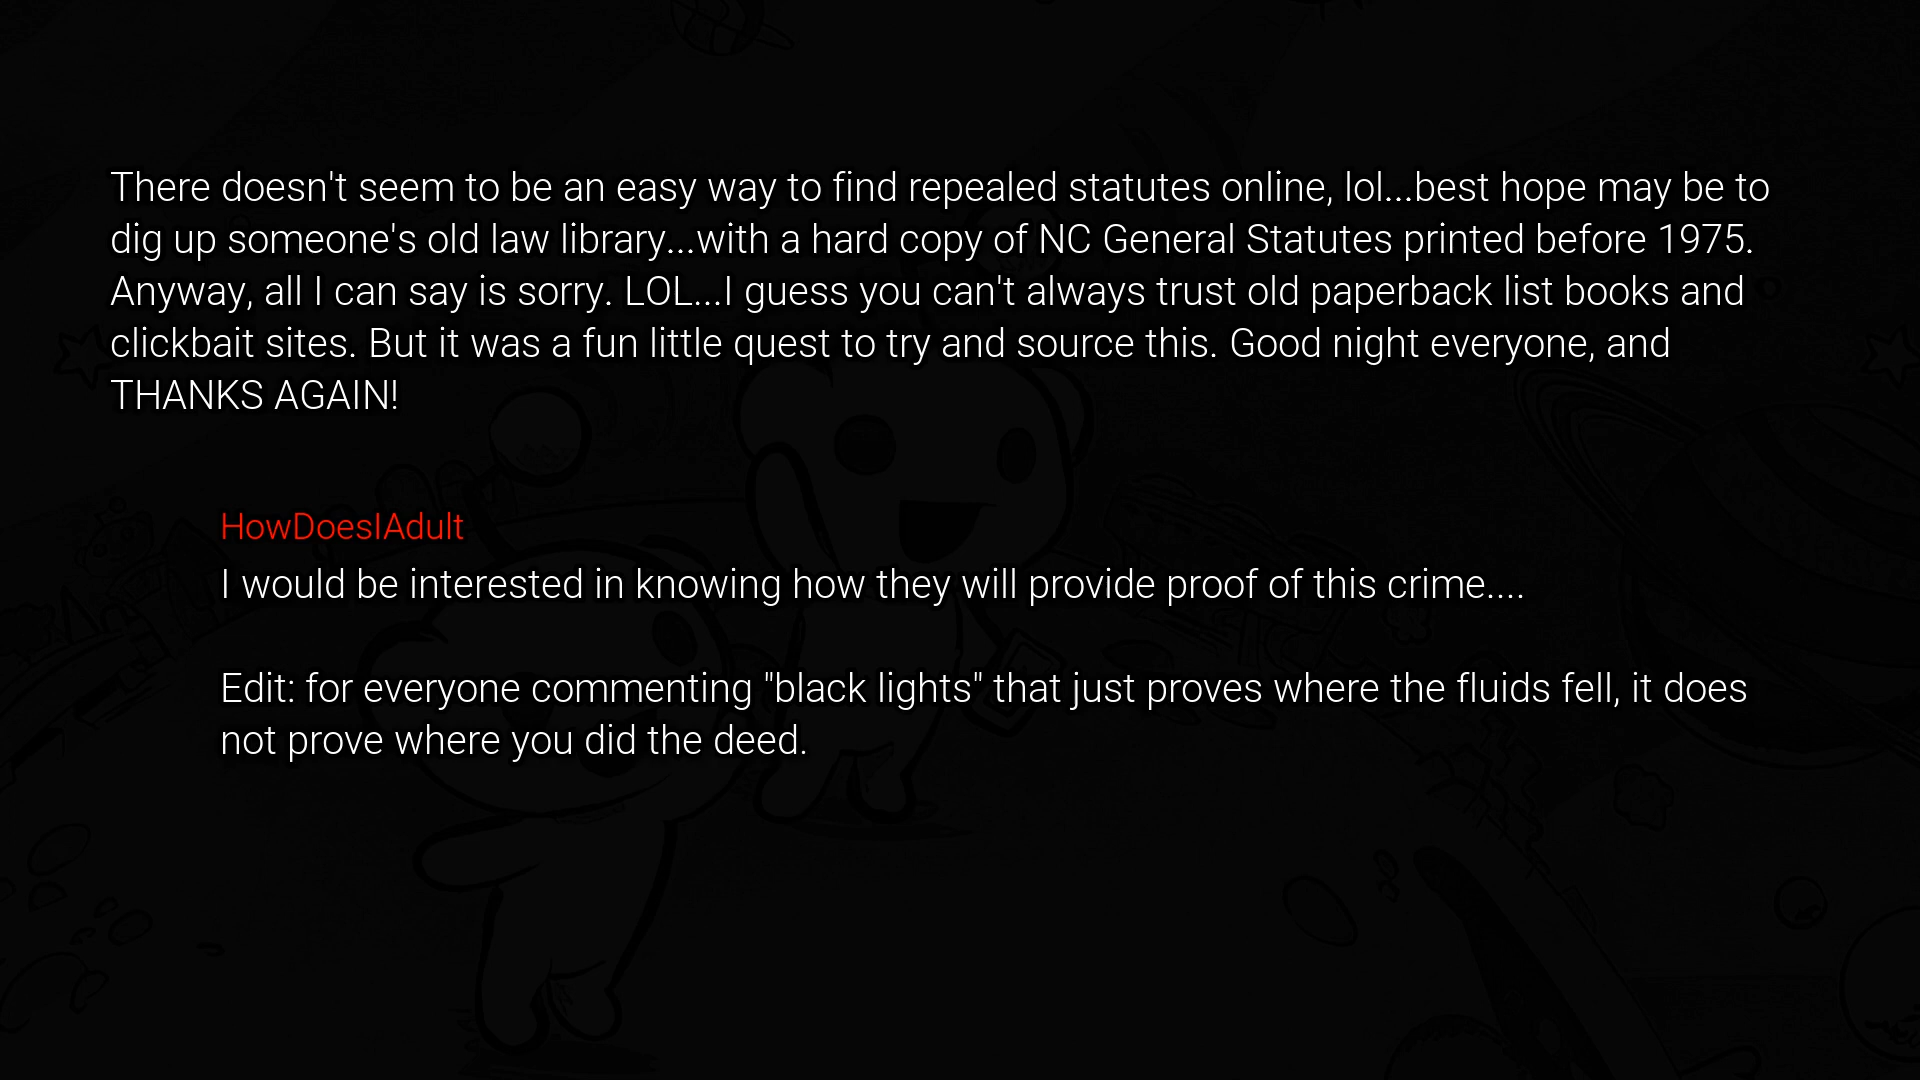 There doesn't seem to be an easy way to find repealed statutes online, lol...best hope may be to
dig up someone's old law library...with a hard copy of NC General Statutes printed before 1975.
Anyway, all I can say is sorry. LOL...I guess you can't always trust old paperback list books and
clickbait sites. But it was a fun little quest to try and source this. Good night everyone, and
THANKS AGAIN!
HowDoesIAdult
I would be interested in knowing how they will provide proof of this crime....
Edit: for everyone commenting "black lights" that just proves where the fluids fell, it does
not prove where you did the deed.